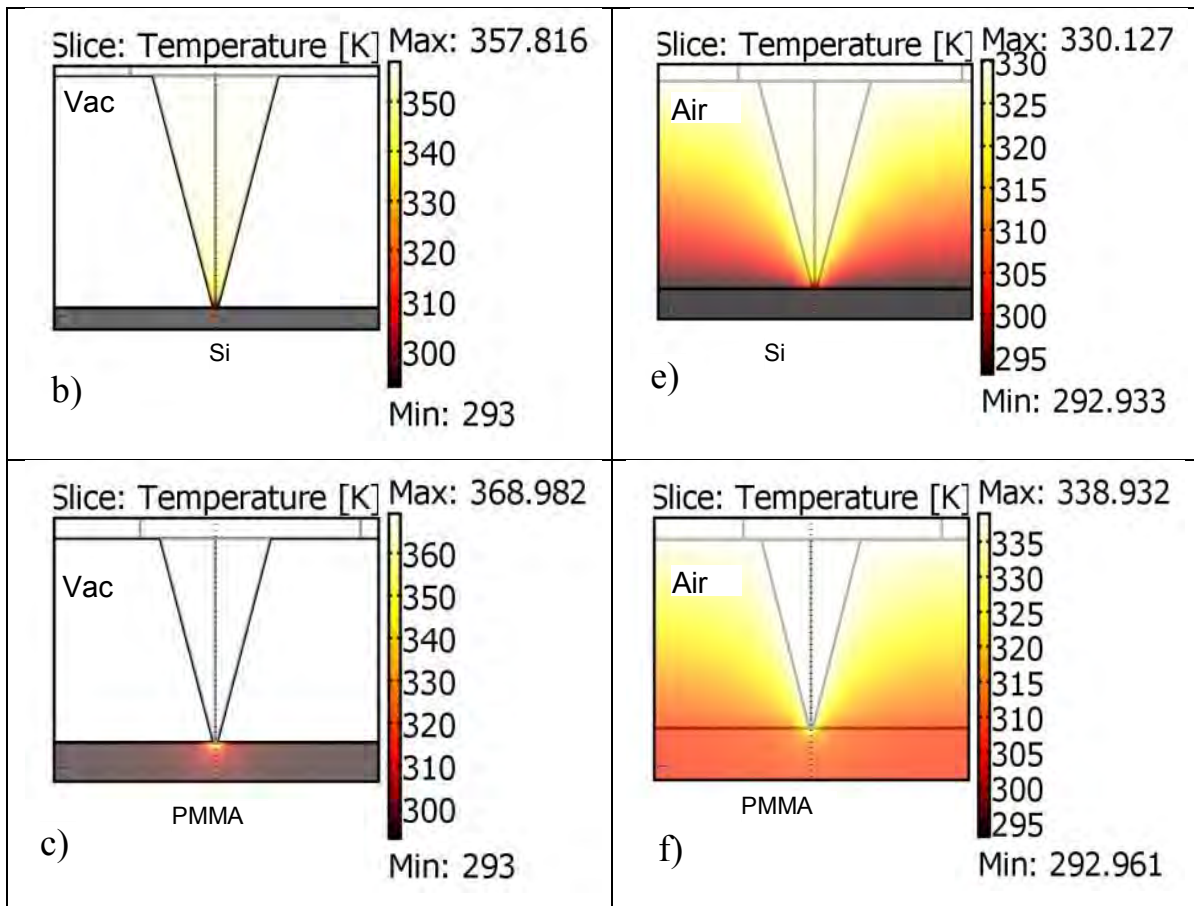 Slice: Temperature [K] Max: 357.816
Vac
350
340
330
320
310
300
Si
b)
Min: 293
Slice: Temperature [K] Max: 330.127
Air
330
325
320
315
310
305
300
295
Si
e)
Min: 292.933
Slice: Temperature [K] Max: 368.982
Vac
360
350
340
330
320
310
300
PMMA
c)
Min: 293
Slice: Temperature [K] Max: 338.932
Air
335
330
325
320
315
310
305
300
295
PMMA
f)
Min: 292.961